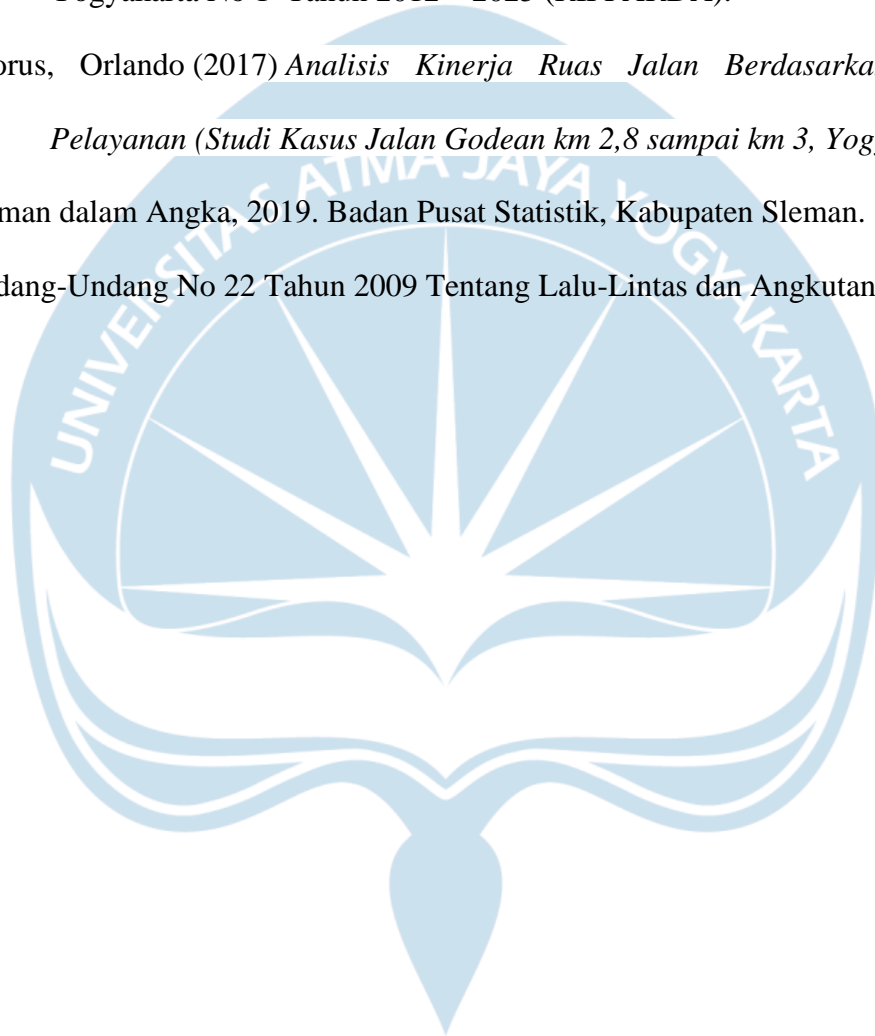 Yogyakarta No 1 Tahun 2012 –
orus, Orlando (2017) Analisis Kinerja Ruas Jalan Berdasarka
Pelayanan (Studi Kasus Jalan Godean km 2,8 sampai km 3, Yog
man dalam Angka, 2019. Badan Pusat Statistik, Kabupaten Sleman.
dang-Undang No 22 Tahun 2009 Tentang Lalu-Lintas dan Angkutan
UNIVERSITAS ATMA JAYA YOGYAKARTA